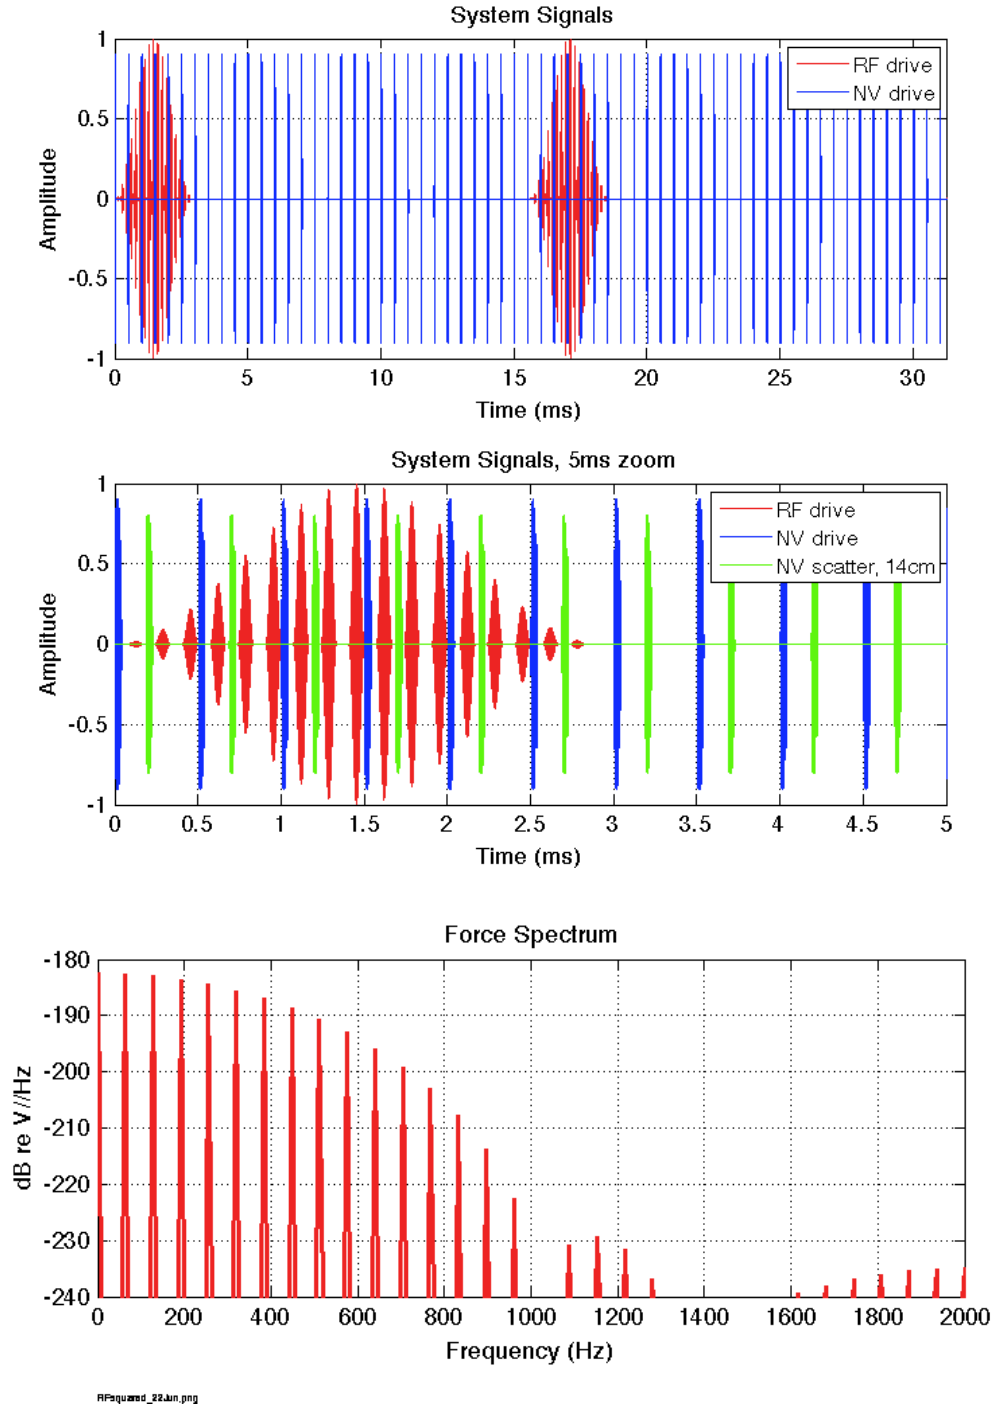 System Signals
1
0.5
0
-0.5
-1
Amplitude
RF drive
NV drive
0 5 10 15 20 25 30
Time (ms)
System Signals, 5ms zoom
1
0.5
0
-0.5
-1
Amplitude
RF drive
NV drive
NV scatter, 14cm
0 0.5 1 1.5 2 2.5 3 3.5 4 4.5 5
Time (ms)
Force Spectrum
-180
-190
-200
-210
-220
-230
-240
dB re V//Hz
0 200 400 600 800 1000 1200 1400 1600 1800 2000
Frequency (Hz)
RFsquared_22Jun.png